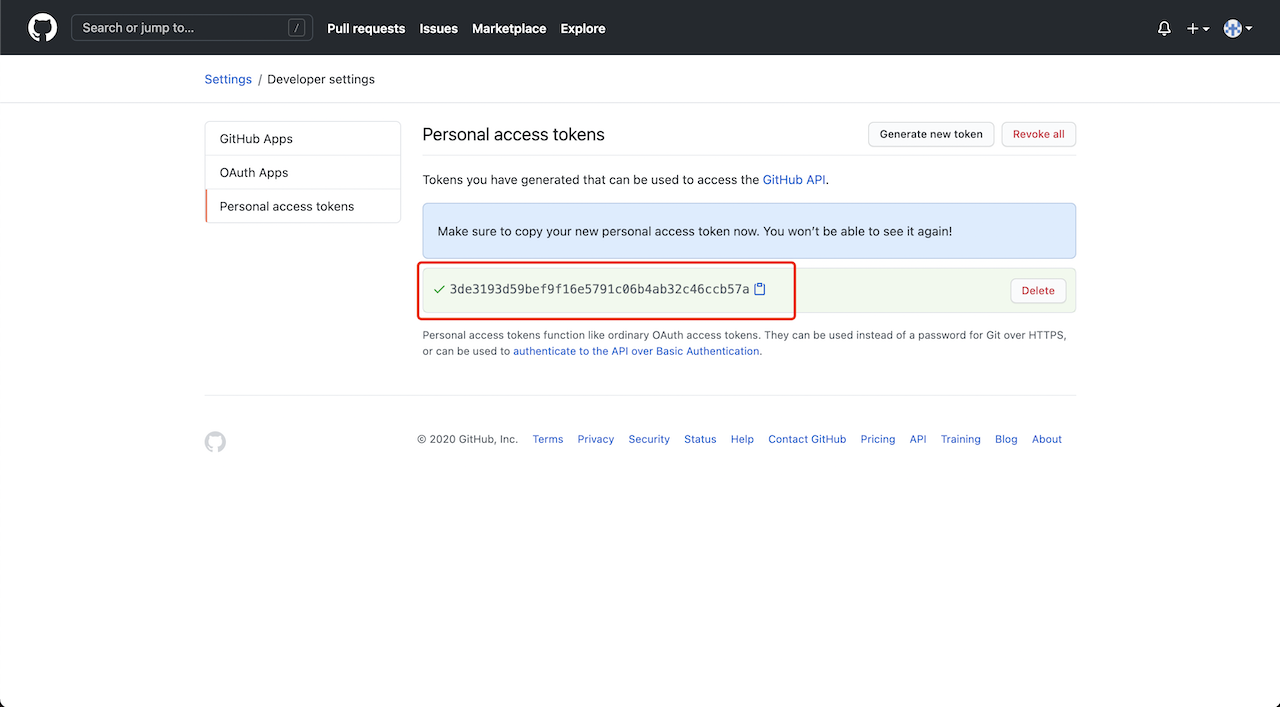 Search or jump to... /
Pull requests Issues Marketplace Explore
Settings / Developer settings
GitHub Apps
OAuth Apps
Personal access tokens
Personal access tokens
Generate new token
Revoke all
Tokens you have generated that can be used to access the GitHub API.
Make sure to copy your new personal access token now. You won't be able to see it again!
3de3193d59bef9f16e5791c06b4ab32c46ccb57a
Delete
Personal access tokens function like ordinary OAuth access tokens. They can be used instead of a password for Git over HTTPS,
or can be used to authenticate to the API over Basic Authentication.
© 2020 GitHub, Inc. Terms Privacy Security Status Help Contact GitHub Pricing API Training Blog About